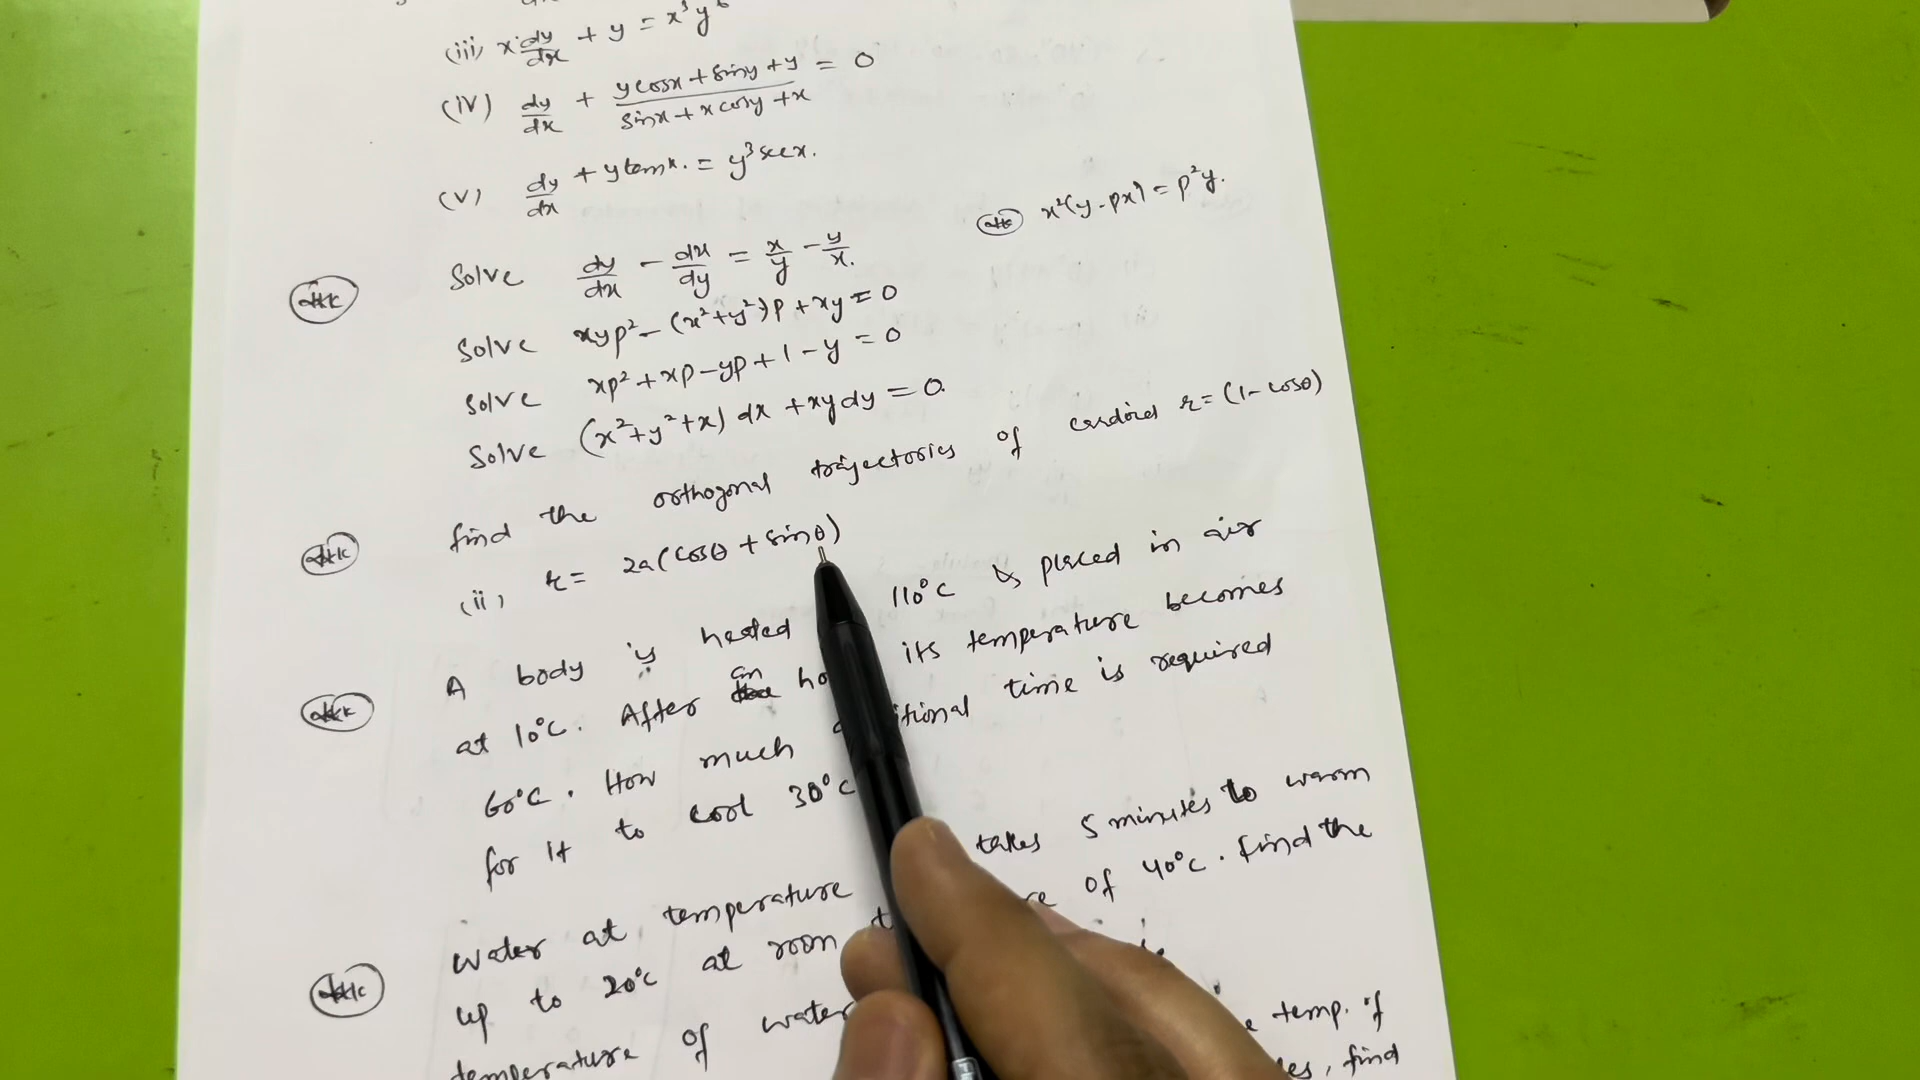 (iii) x·dy/dx + y = x³y⁶
(iv) dy/dx + (y cosx + siny + y)/(sinx + x cosy + x) = 0
(v) dy/dx + y tanx. = y³ secx.
x²(y - px) = p²y.
Solve dy/dx - dx/dy = x/y - y/x.
Solve xyp² - (x² + y²)p + xy = 0
Solve xp² + xp - yp + 1 - y = 0
Solve (x² + y² + x) dx + xy dy = 0.
find the orthogonal trajectories of cardoid r = (1 - cosθ)
(ii) r = 2a(cosθ + sinθ)
A body is heated 110°C & placed in air
at 10°C. After an its temperature becomes
60°C. How much time is required
for it to cool 30°C
water at temperature takes 5 minutes to warm
up to 20°C at room of 40°C. find the
temperature of water
temp. if
find